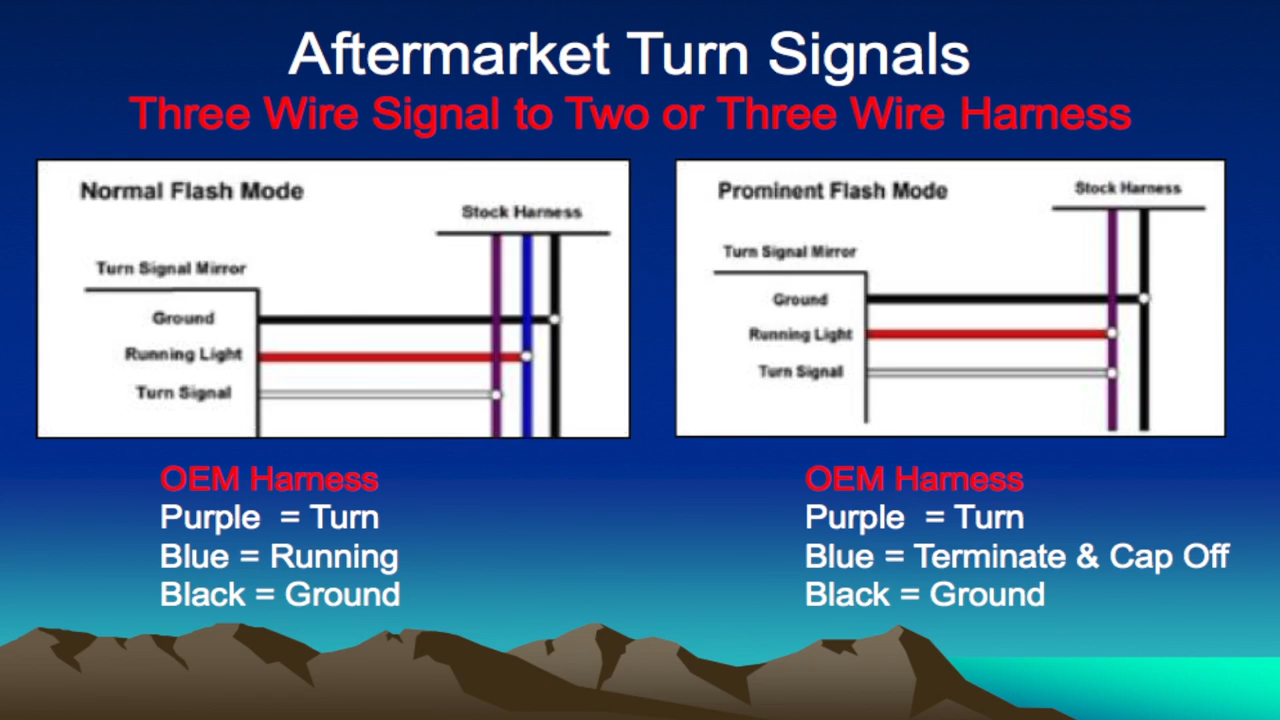 Aftermarket Turn Signals
Three Wire Signal to Two or Three Wire Harness
Normal Flash Mode
Stock Harness
Turn Signal Mirror
Ground
Running Light
Turn Signal
Prominent Flash Mode
Stock Harness
Turn Signal Mirror
Ground
Running Light
Turn Signal
OEM Harness
Purple = Turn
Blue = Running
Black = Ground
OEM Harness
Purple = Turn
Blue = Terminate & Cap Off
Black = Ground